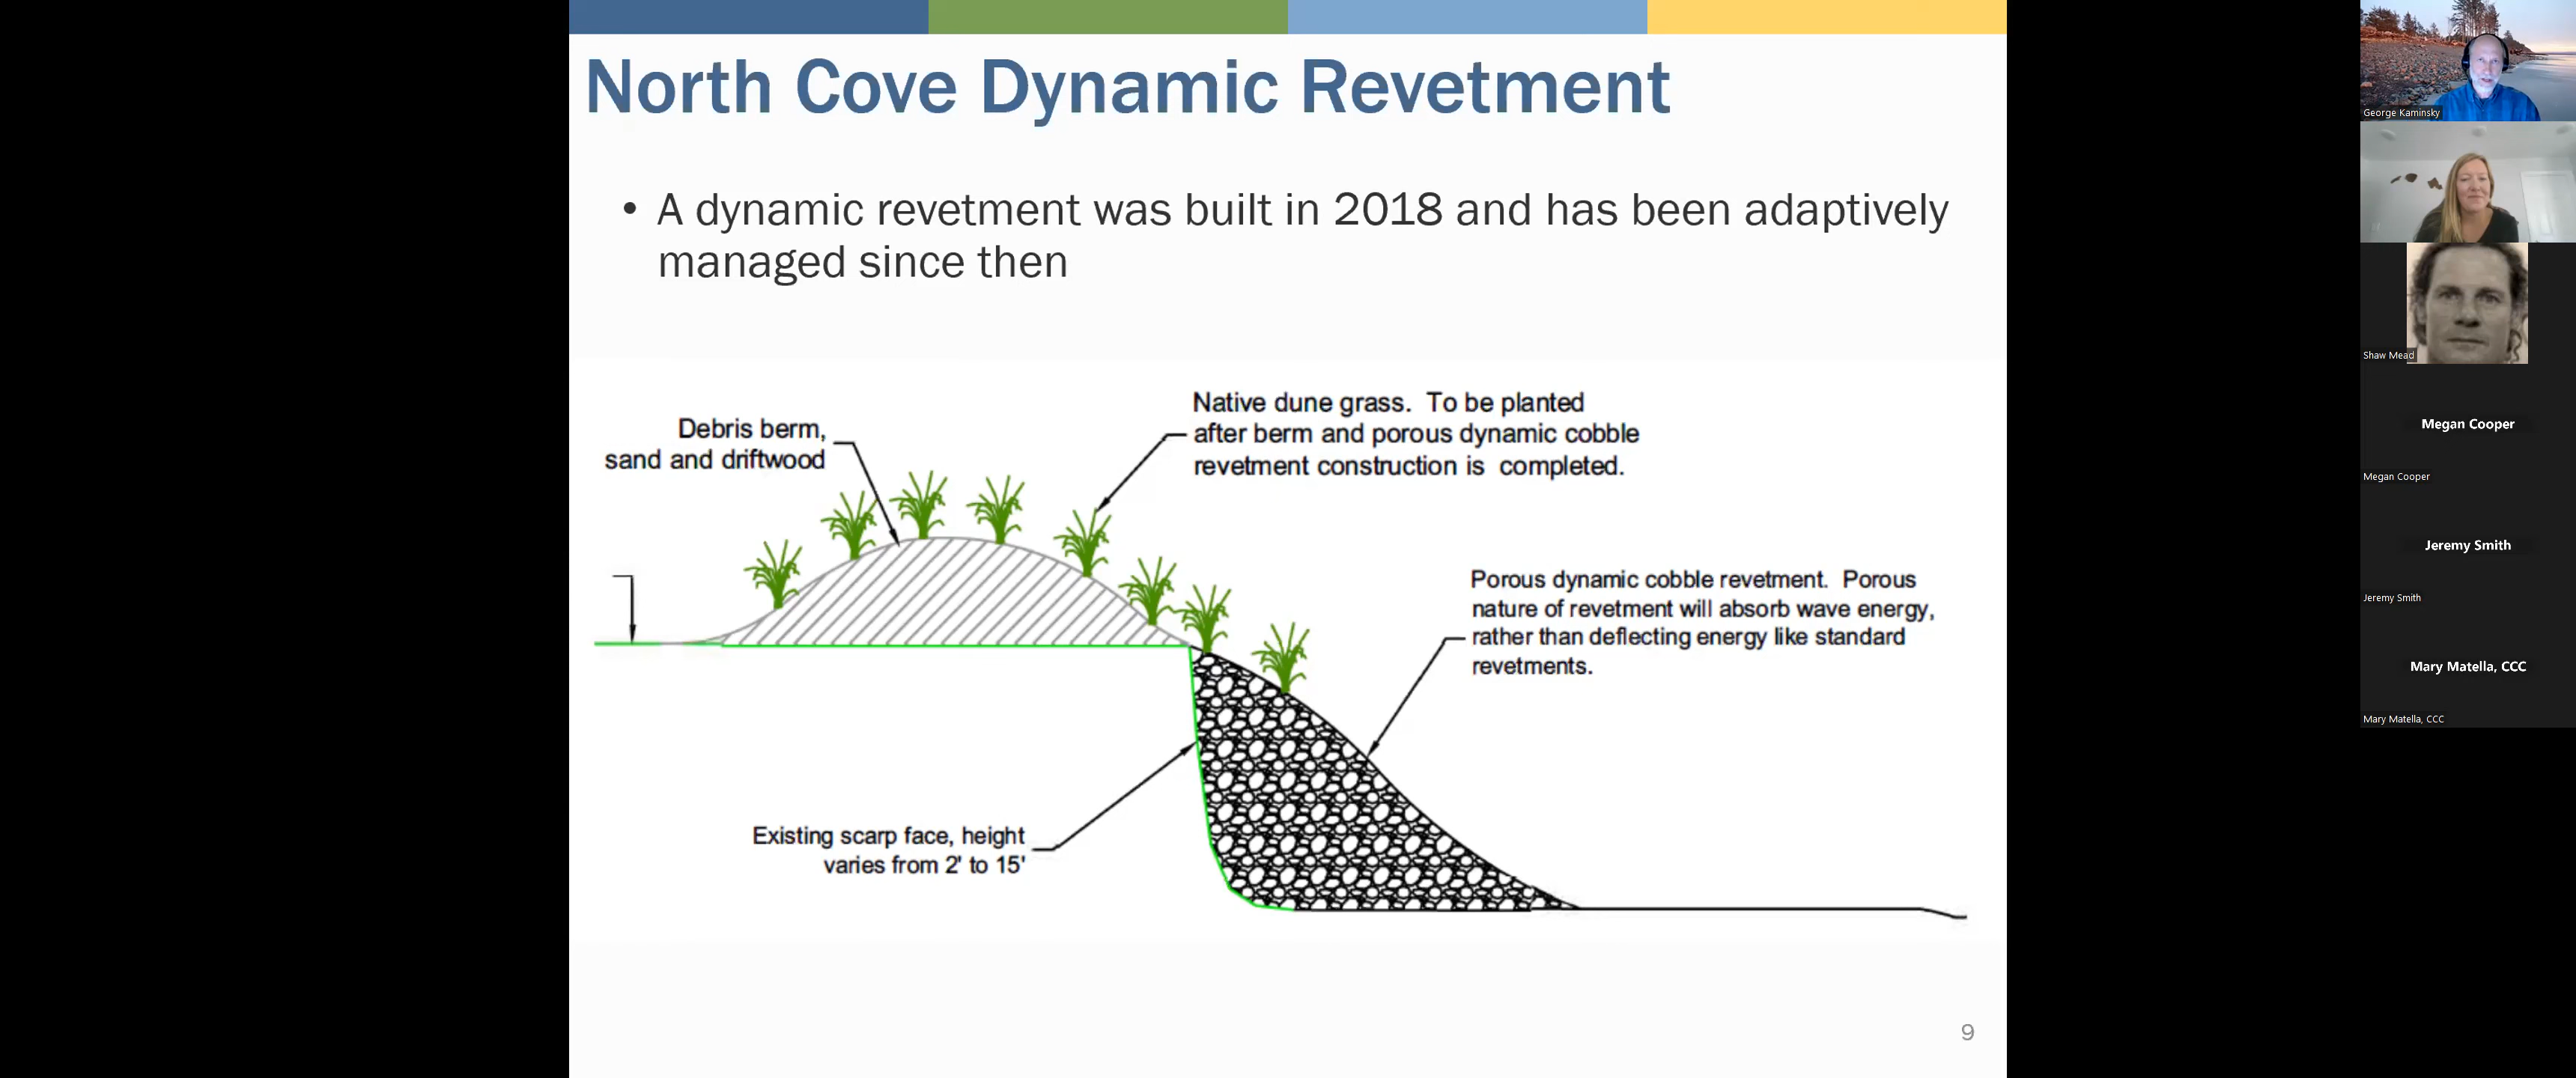 North Cove Dynamic Revetment
• A dynamic revetment was built in 2018 and has been adaptively
managed since then
Debris berm,
sand and driftwood
Native dune grass. To be planted
after berm and porous dynamic cobble
revetment construction is completed.
Porous dynamic cobble revetment. Porous
nature of revetment will absorb wave energy,
rather than deflecting energy like standard
revetments.
Existing scarp face, height
varies from 2' to 15'
9
George Kaminsky
Shaw Mead
Megan Cooper
Megan Cooper
Jeremy Smith
Jeremy Smith
Mary Matella, CCC
Mary Matella, CCC